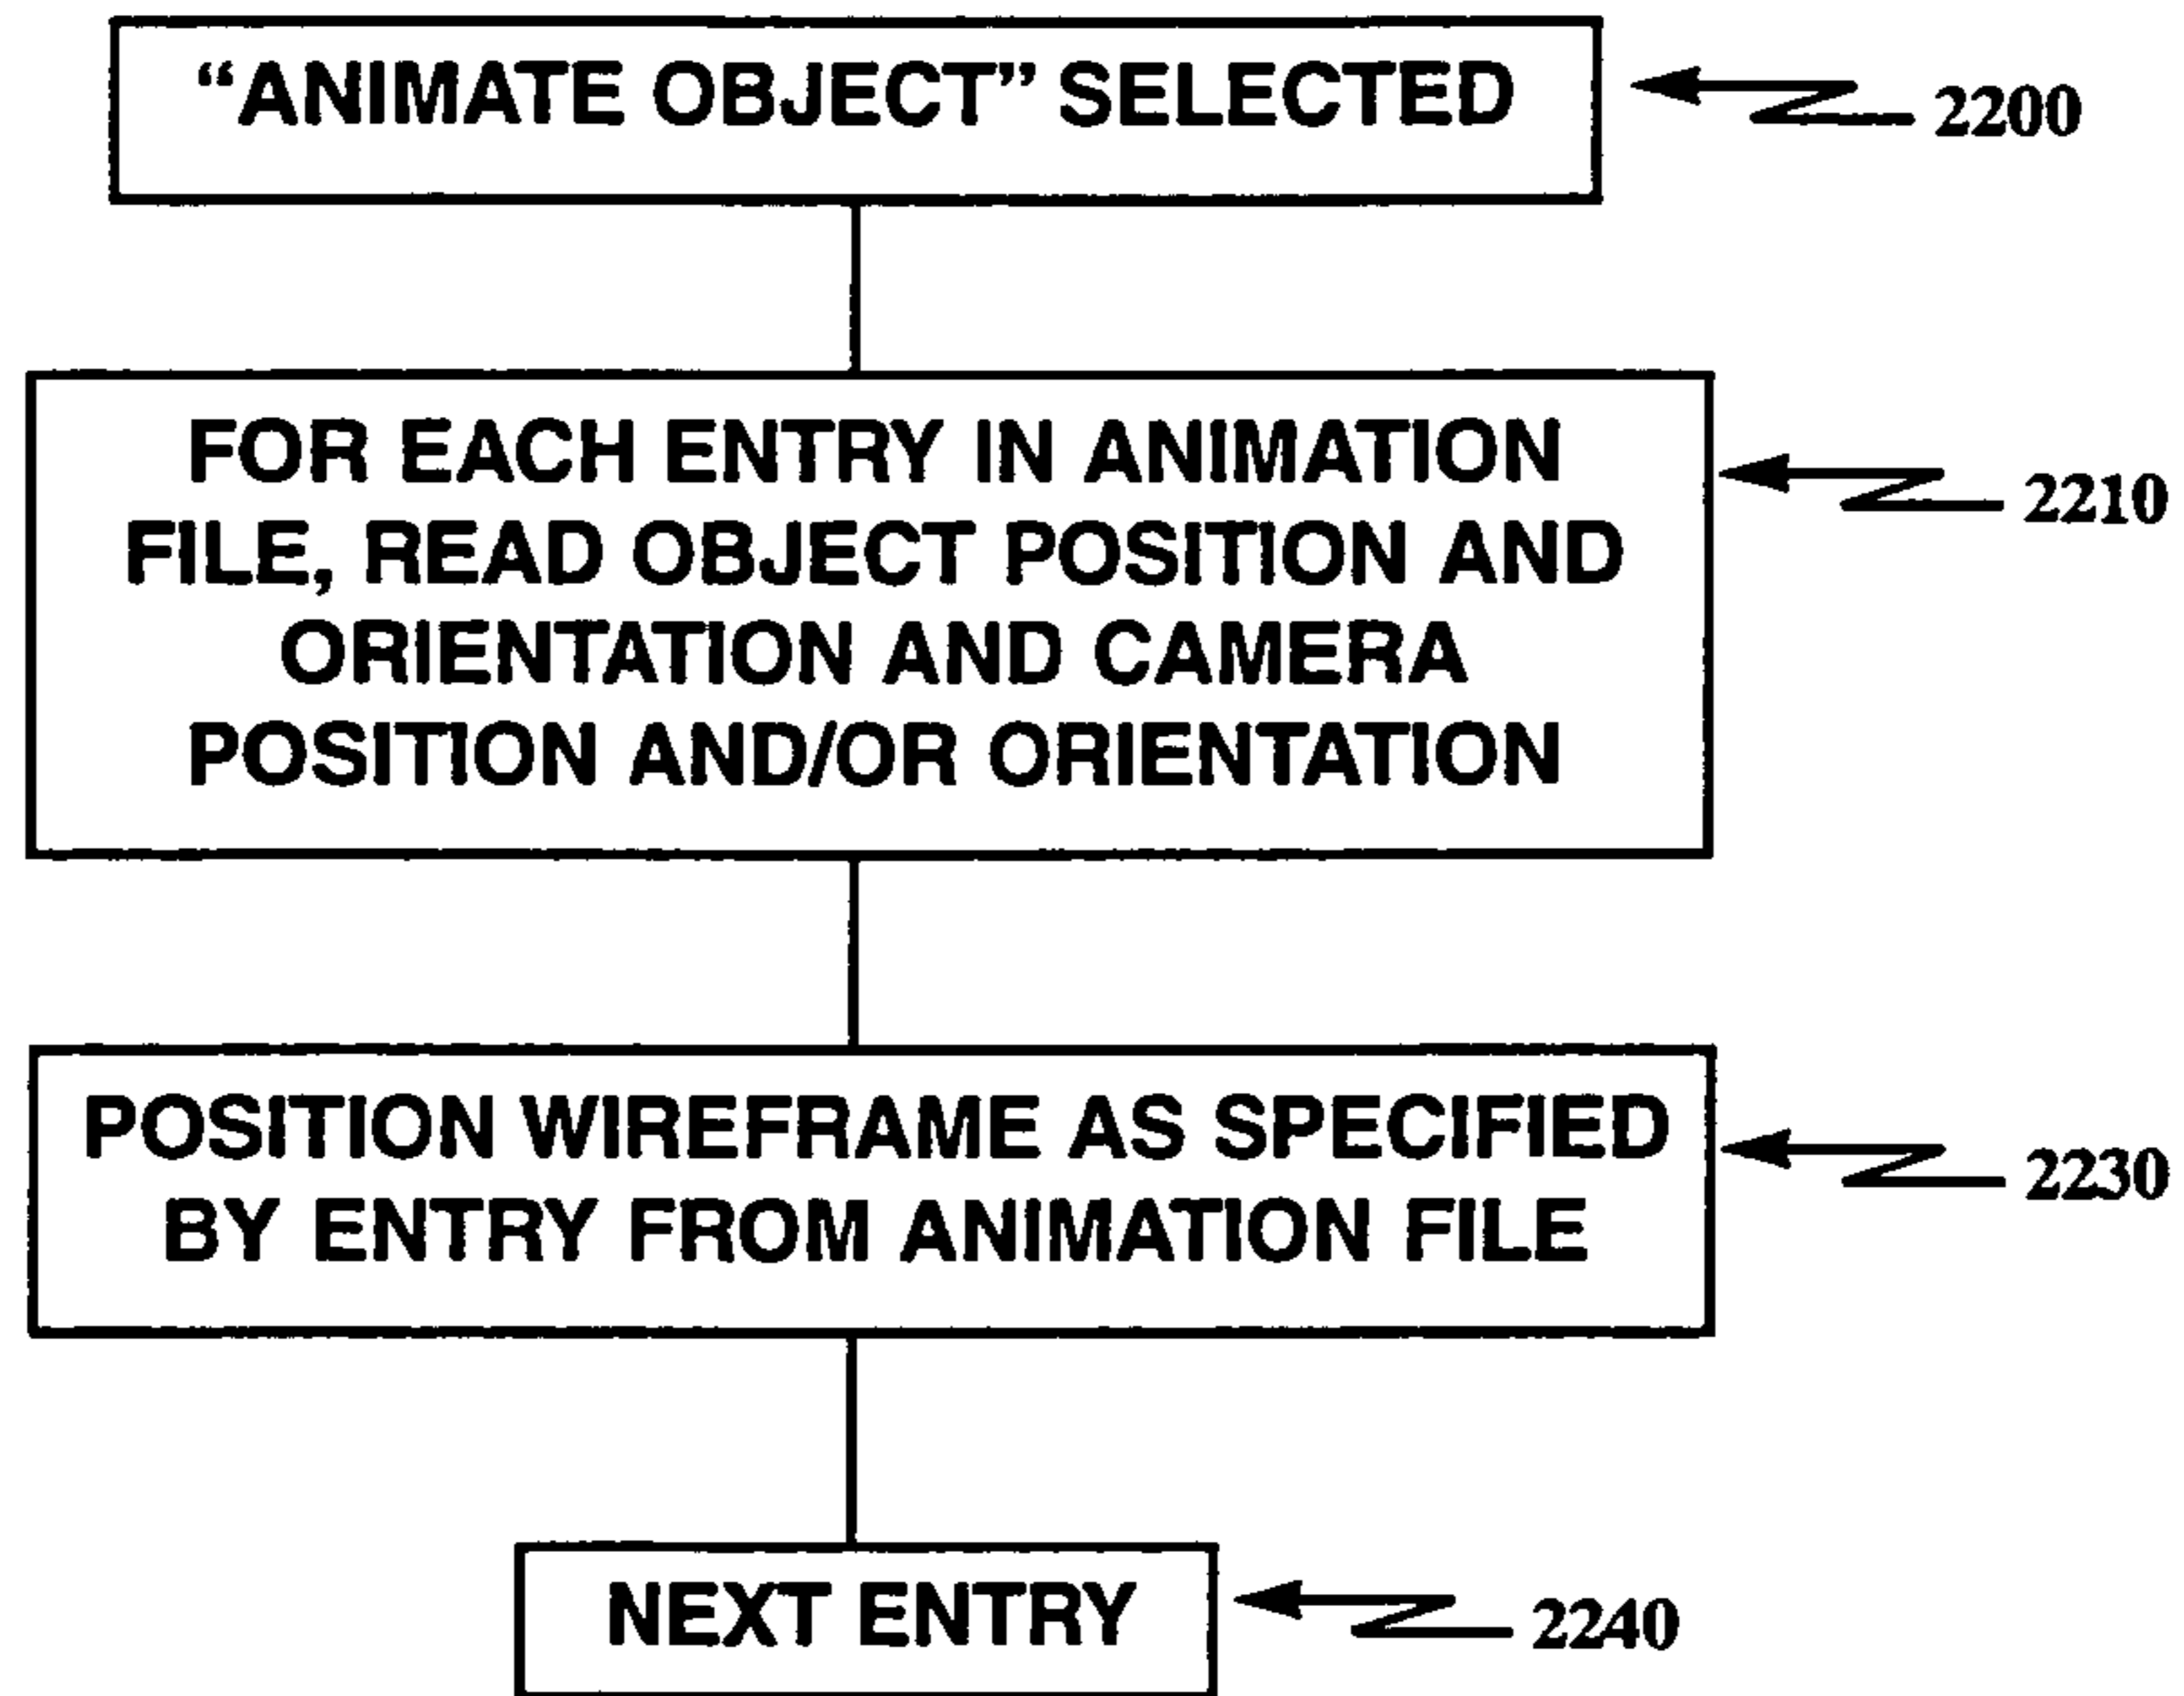 “ANIMATE OBJECT” SELECTED
2200
FOR EACH ENTRY IN ANIMATION
FILE, READ OBJECT POSITION AND
ORIENTATION AND CAMERA
POSITION AND/OR ORIENTATION
2210
POSITION WIREFRAME AS SPECIFIED
BY ENTRY FROM ANIMATION FILE
2230
NEXT ENTRY
2240